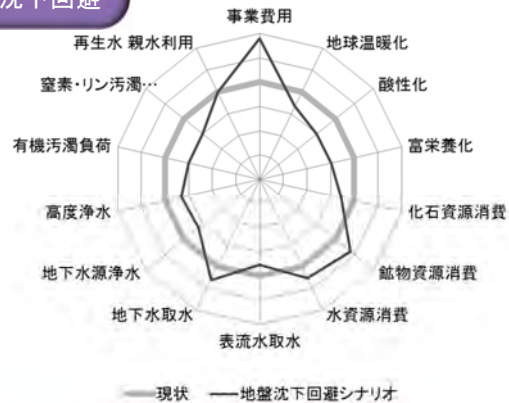 沈下回避
事業費用
地球温暖化
酸性化
富栄養化
化石資源消費
鉱物資源消費
水資源消費
表流水取水
地下水取水
地下水源浄水
高度浄水
有機汚濁負荷
窒素・リン汚濁…
再生水 親水利用
現状
地盤沈下回避シナリオ